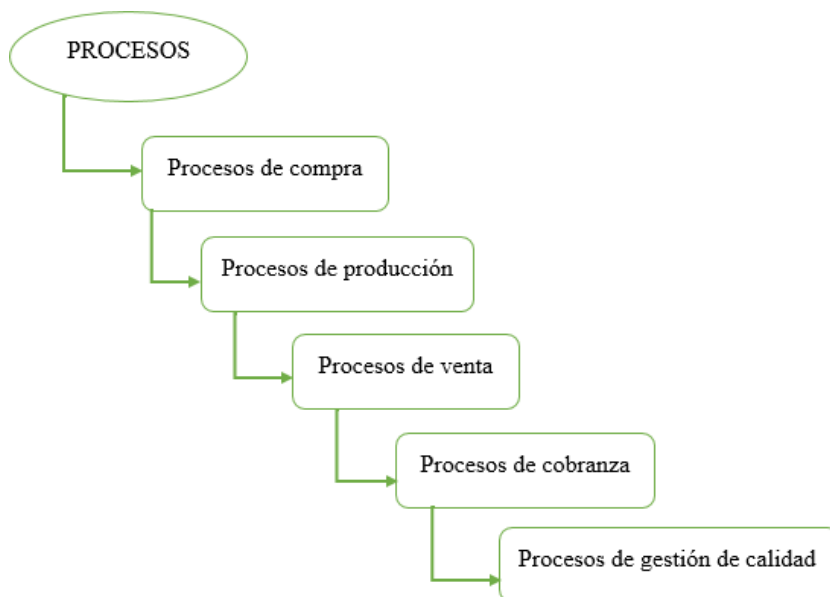 PROCESOS
Procesos de compra
Procesos de producción
Procesos de venta
Procesos de cobranza
Procesos de gestión de calidad